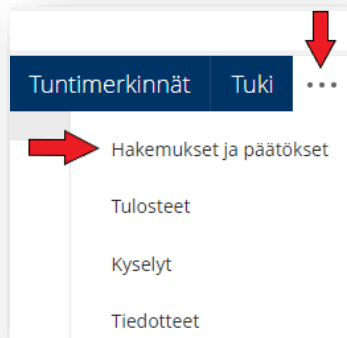 Tuntimerkinnät Tuki ...
Hakemukset ja päätökset
Tulosteet
Kyselyt
Tiedotteet